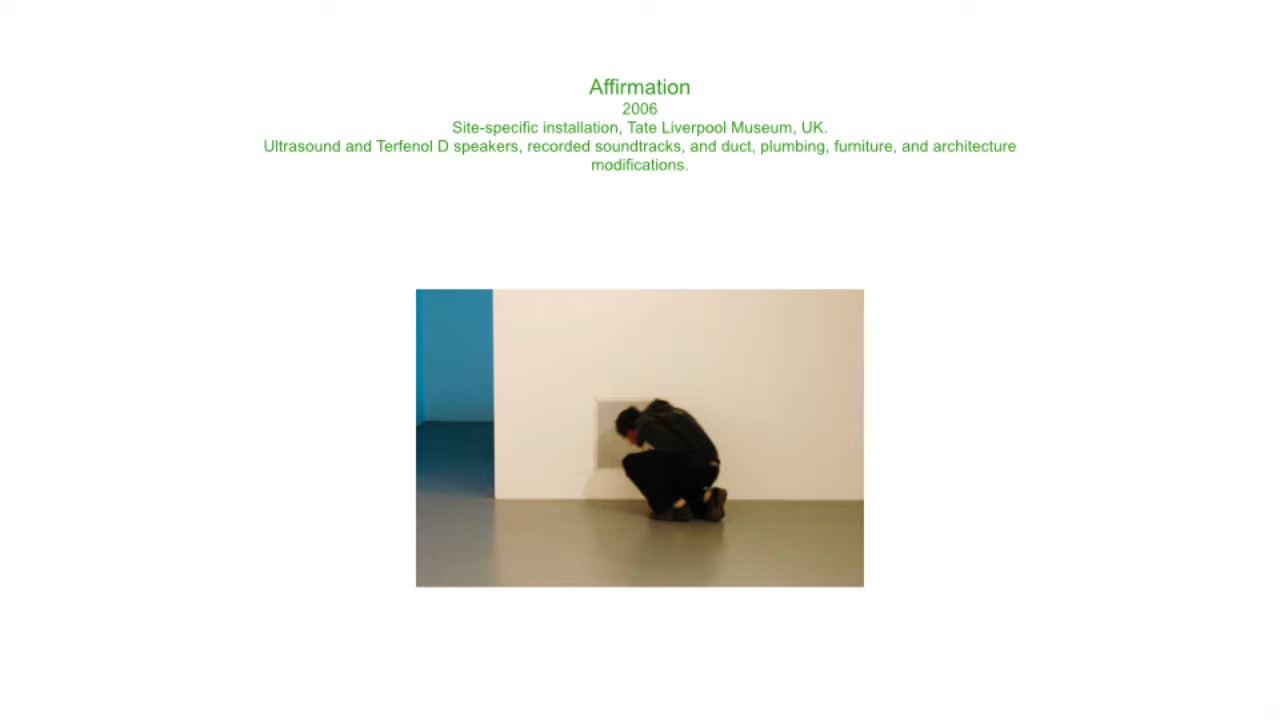 Affirmation
2006
Site-specific installation, Tate Liverpool Museum, UK.
Ultrasound and Terfenol D speakers, recorded soundtracks, and duct, plumbing, furniture, and architecture
modifications.